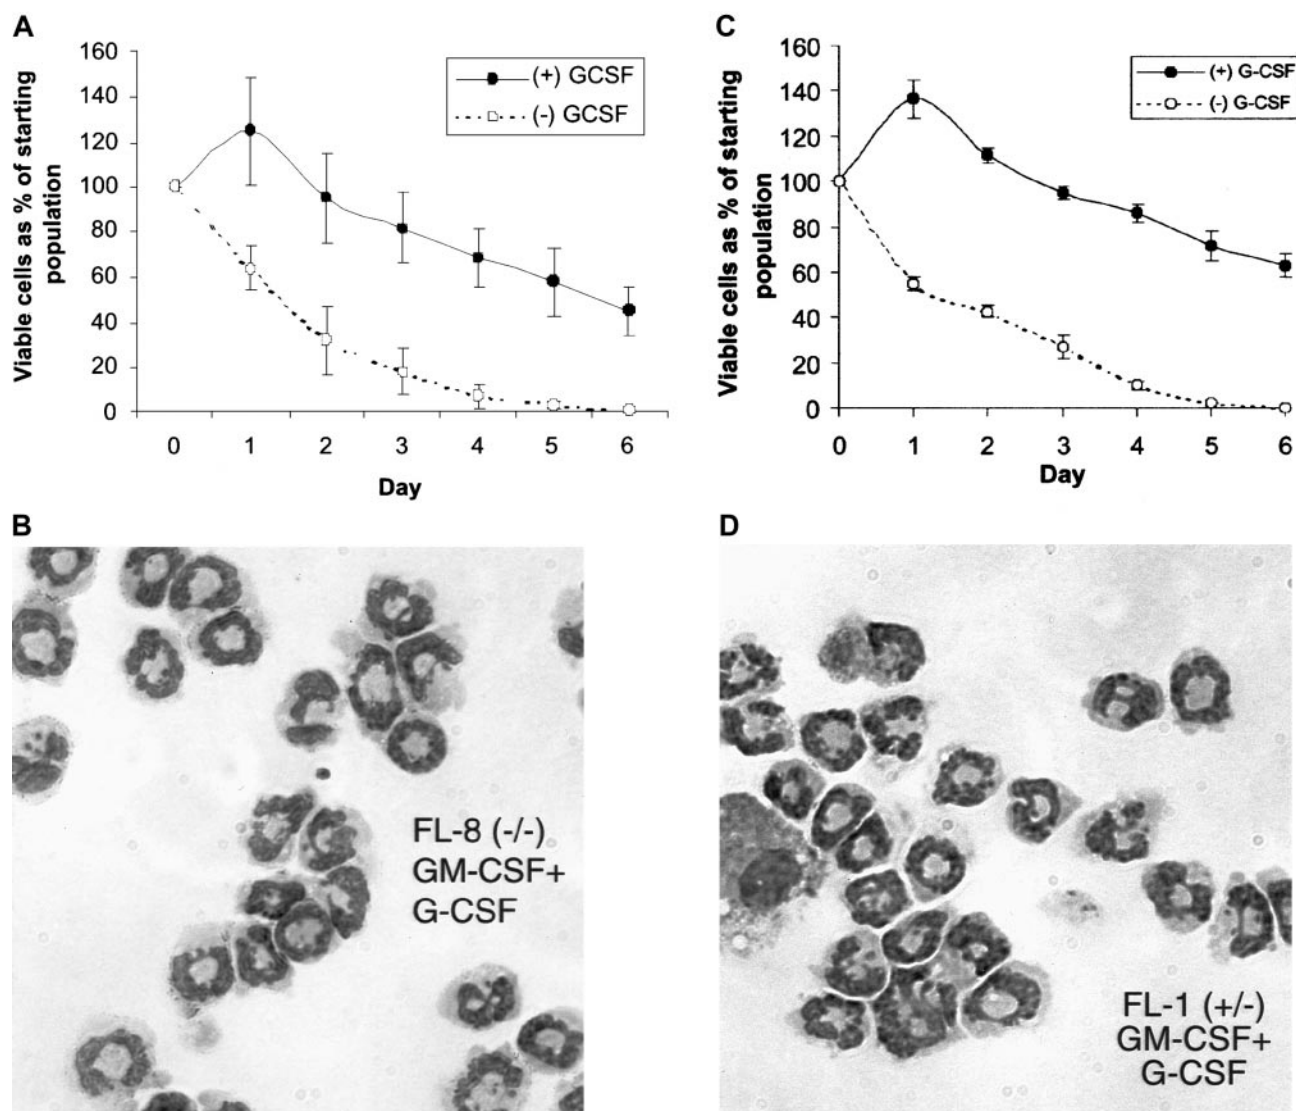 A
Viable cells as % of starting
population
160
140
120
100
80
60
40
20
0
(+) GCSF
(-) GCSF
0 1 2 3 4 5 6
Day
C
Viable cells as % of starting
population
160
140
120
100
80
60
40
20
0
(+) G-CSF
(-) G-CSF
0 1 2 3 4 5 6
Day
B
FL-8 (-/-)
GM-CSF+
G-CSF
D
FL-1 (+/-)
GM-CSF+
G-CSF